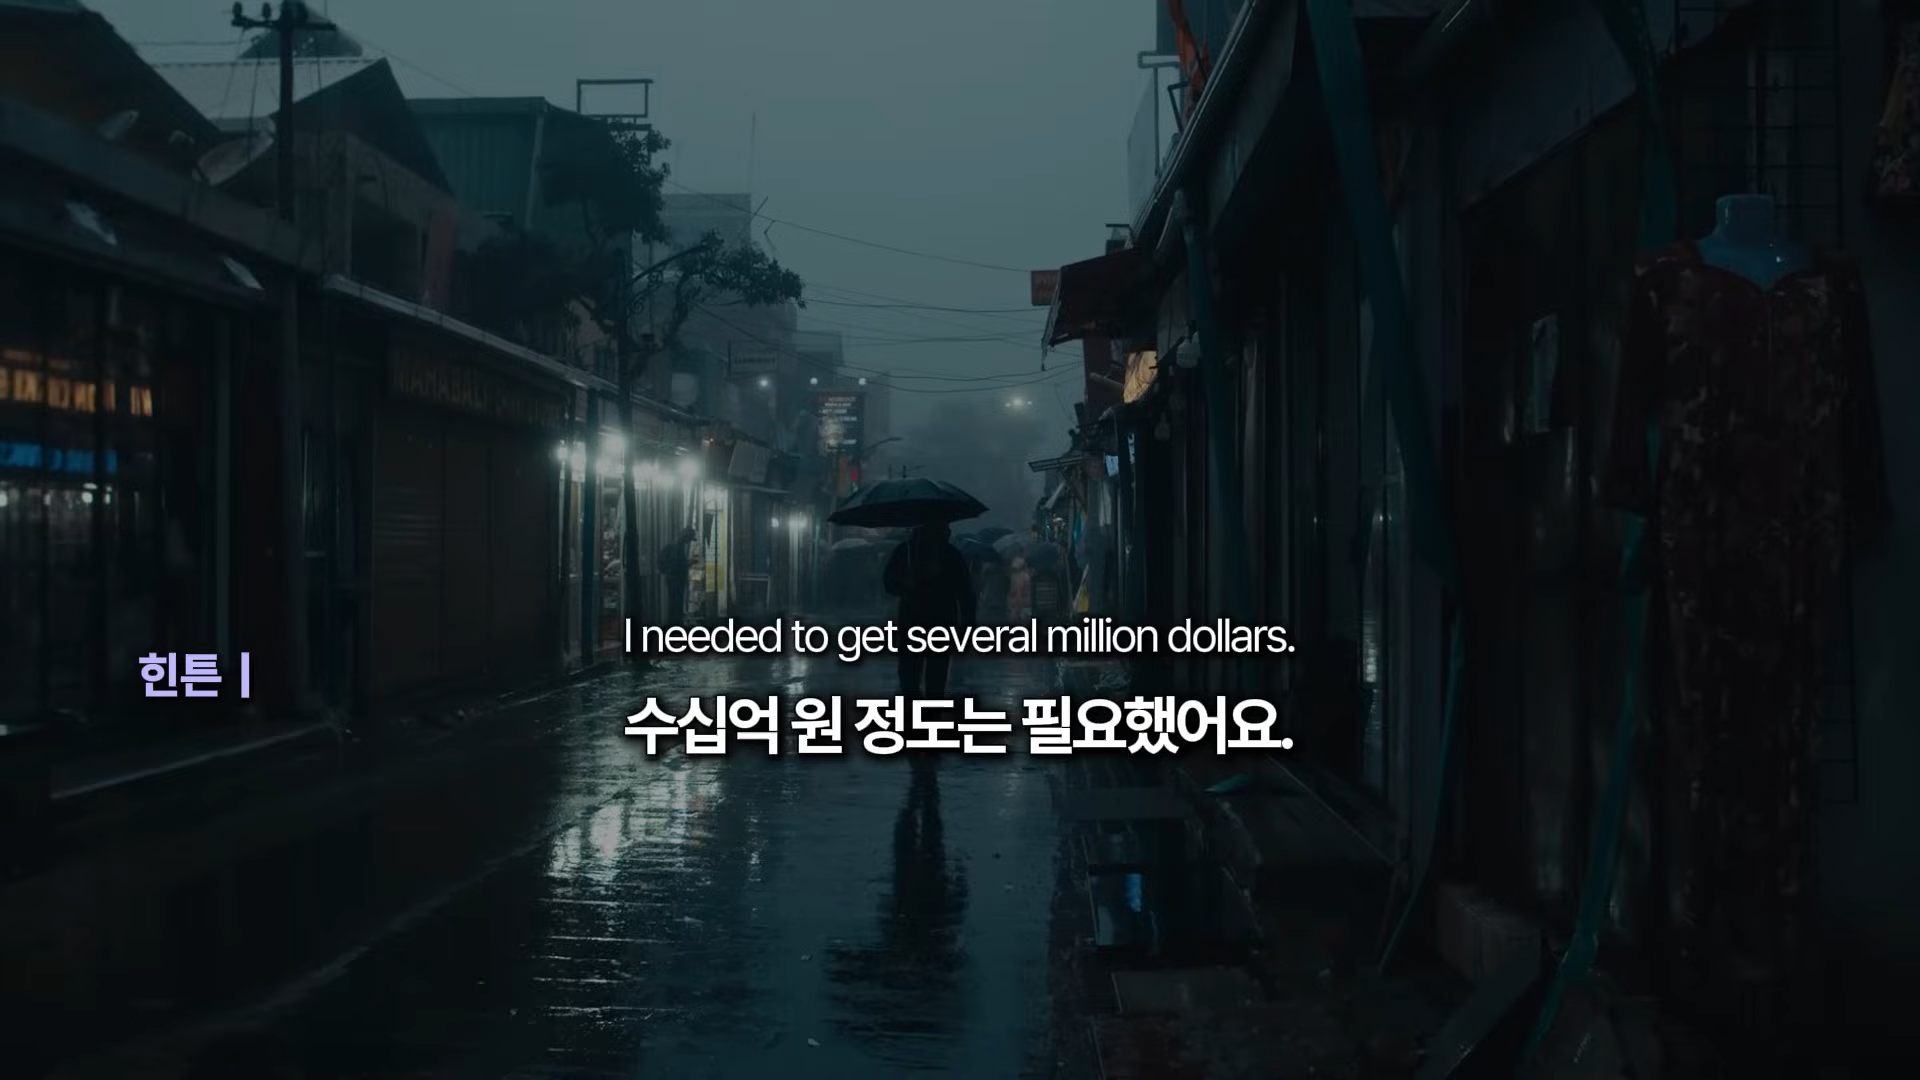 I needed to get several million dollars.
힌튼 |
수십억 원 정도는 필요했어요.